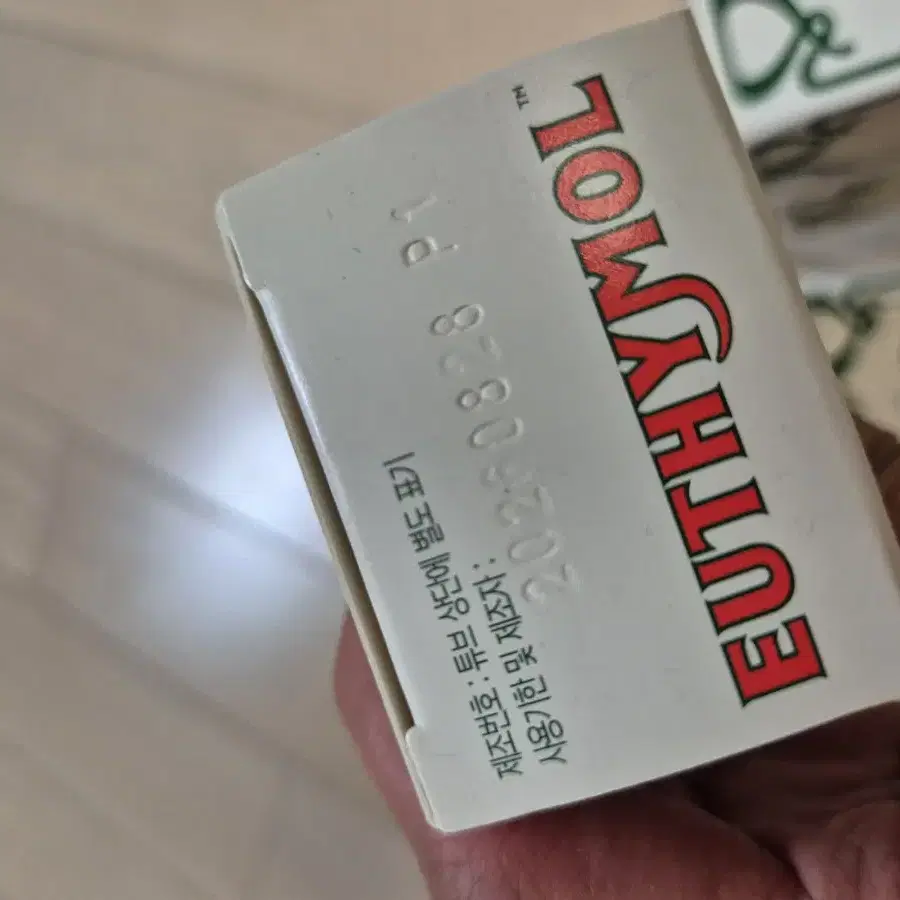 EUTHYMOL™
제조번호 : 튜브 상단에 별도 표기
사용기한 및 제조자 :
20260828 P1